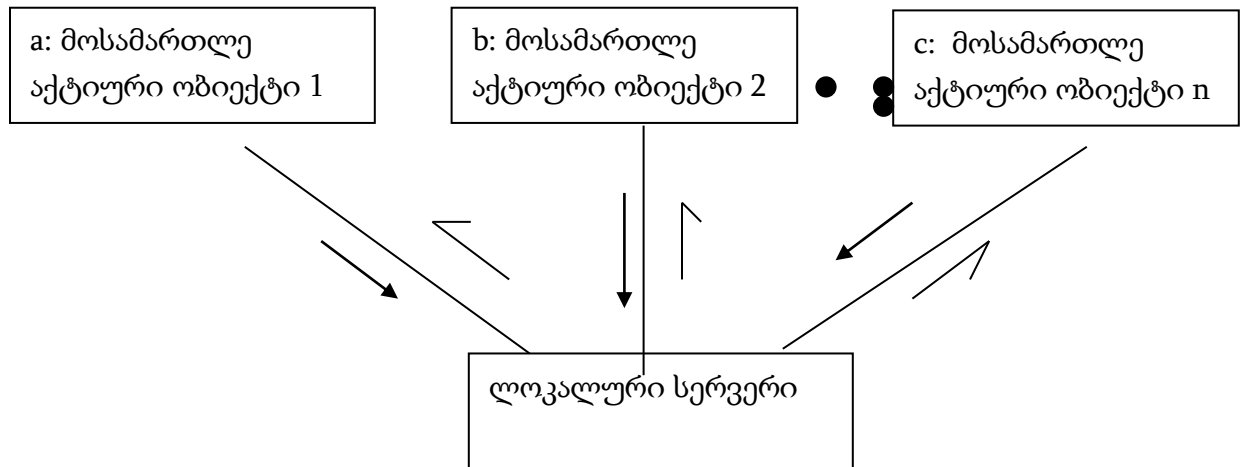 a: მოსამართლე
აქტიური ობიექტი 1
b: მოსამართლე
აქტიური ობიექტი 2
c: მოსამართლე
აქტიური ობიექტი n
ლოკალური სერვერი